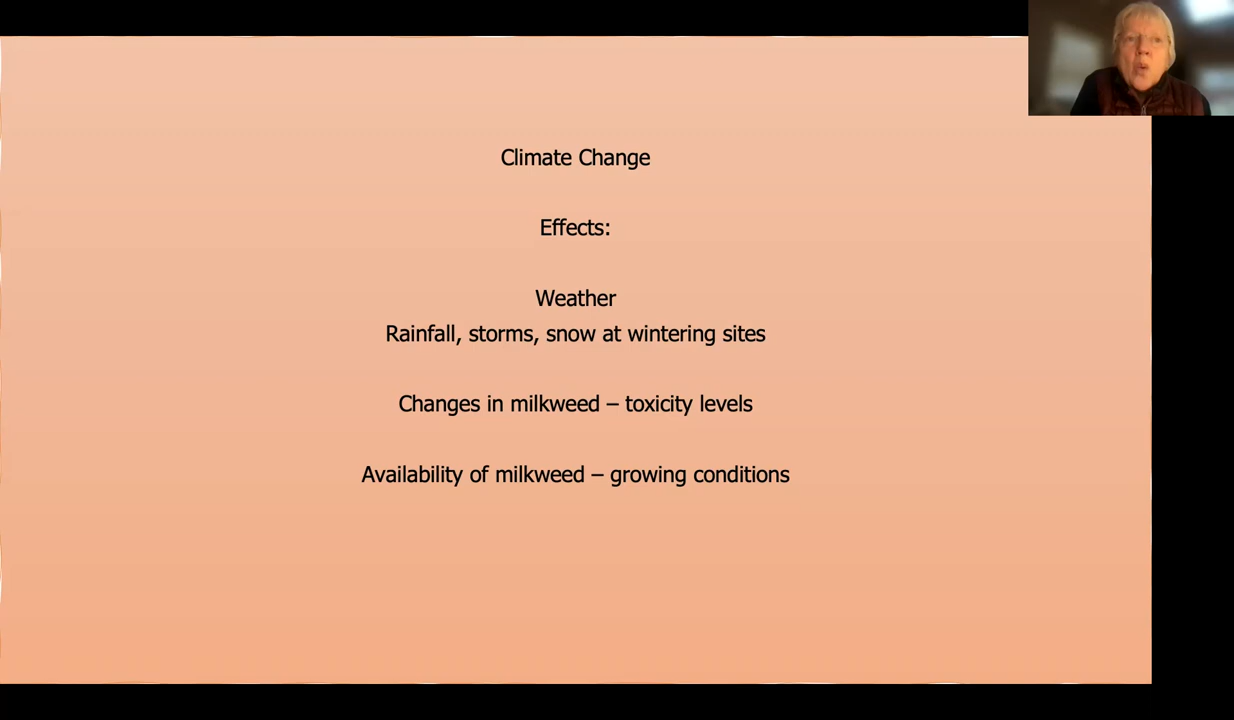 Climate Change
Effects:
Weather
Rainfall, storms, snow at wintering sites
Changes in milkweed – toxicity levels
Availability of milkweed – growing conditions